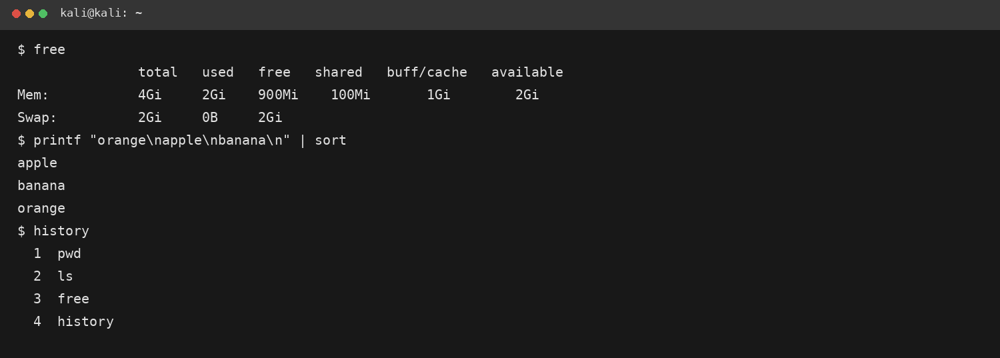 kali@kali: ~
$ free
               total   used   free   shared   buff/cache   available
Mem:           4Gi     2Gi    900Mi    100Mi       1Gi        2Gi
Swap:          2Gi     0B     2Gi
$ printf "orange\napple\nbanana\n" | sort
apple
banana
orange
$ history
  1  pwd
  2  ls
  3  free
  4  history